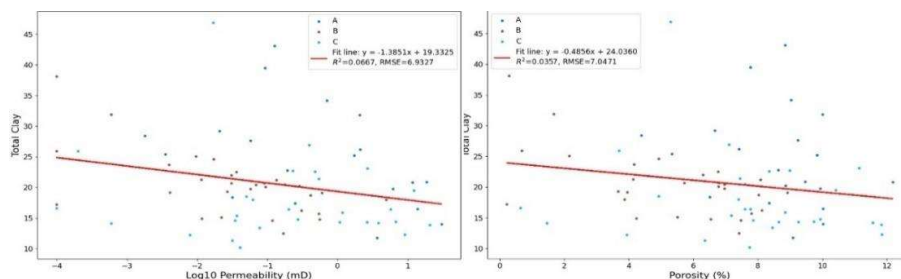 A
B
C
Fit line: y = -1.3851x + 19.3325
R²=0.0667, RMSE=6.9327
45
40
35
30
25
20
15
10
Total Clay
−4
−3
−2
−1
0
1
Log10 Permeability (mD)
A
B
C
Fit line: y = -0.4856x + 24.0360
R²=0.0357, RMSE=7.0471
45
40
35
30
25
20
15
10
Total Clay
0
2
4
6
8
10
12
Porosity (%)